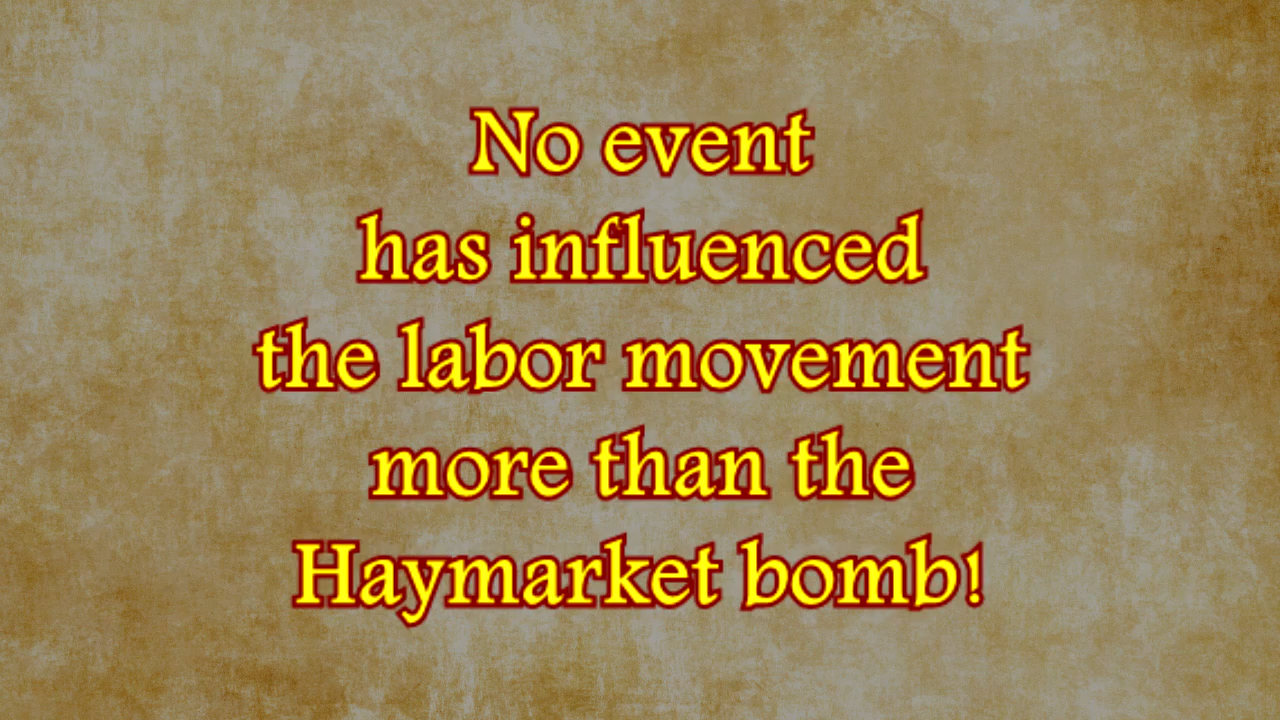 No event
has influenced
the labor movement
more than the
Haymarket bomb!